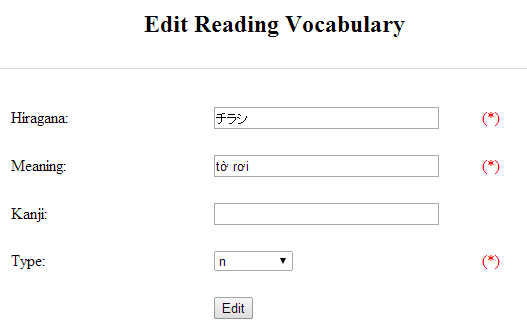 Edit Reading Vocabulary
Hiragana: チラシ (*)
Meaning: tờ rơi (*)
Kanji:
Type: n (*)
Edit